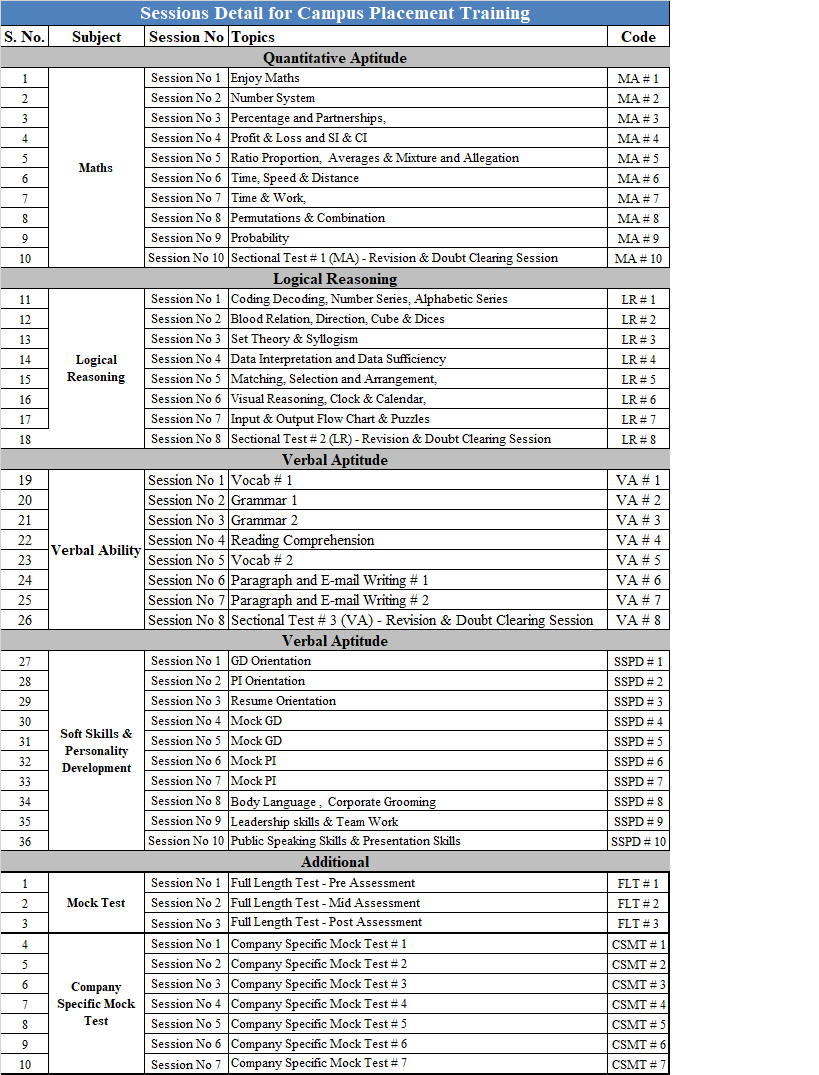 Sessions Detail for Campus Placement Training
S. No. Subject Session No Topics Code
Quantitative Aptitude
1 Session No 1 Enjoy Maths MA # 1
2 Session No 2 Number System MA # 2
3 Session No 3 Percentage and Partnerships, MA # 3
4 Session No 4 Profit & Loss and SI & CI MA # 4
5 Session No 5 Ratio Proportion, Averages & Mixture and Allegation MA # 5
Maths
6 Session No 6 Time, Speed & Distance MA # 6
7 Session No 7 Time & Work, MA # 7
8 Session No 8 Permutations & Combination MA # 8
9 Session No 9 Probability MA # 9
10 Session No 10 Sectional Test # 1 (MA) - Revision & Doubt Clearing Session MA # 10
Logical Reasoning
11 Session No 1 Coding Decoding, Number Series, Alphabetic Series LR # 1
12 Session No 2 Blood Relation, Direction, Cube & Dices LR # 2
13 Session No 3 Set Theory & Syllogism LR # 3
14 Logical Session No 4 Data Interpretation and Data Sufficiency LR # 4
15 Reasoning Session No 5 Matching, Selection and Arrangement, LR # 5
16 Session No 6 Visual Reasoning, Clock & Calendar, LR # 6
17 Session No 7 Input & Output Flow Chart & Puzzles LR # 7
18 Session No 8 Sectional Test # 2 (LR) - Revision & Doubt Clearing Session LR # 8
Verbal Aptitude
19 Session No 1 Vocab # 1 VA # 1
20 Session No 2 Grammar 1 VA # 2
21 Session No 3 Grammar 2 VA # 3
22 Session No 4 Reading Comprehension VA # 4
Verbal Ability
23 Session No 5 Vocab # 2 VA # 5
24 Session No 6 Paragraph and E-mail Writing # 1 VA # 6
25 Session No 7 Paragraph and E-mail Writing # 2 VA # 7
26 Session No 8 Sectional Test # 3 (VA) - Revision & Doubt Clearing Session VA # 8
Verbal Aptitude
27 Session No 1 GD Orientation SSPD # 1
28 Session No 2 PI Orientation SSPD # 2
29 Session No 3 Resume Orientation SSPD # 3
30 Session No 4 Mock GD SSPD # 4
Soft Skills &
31 Session No 5 Mock GD SSPD # 5
Personality
32 Session No 6 Mock PI SSPD # 6
Development
33 Session No 7 Mock PI SSPD # 7
34 Session No 8 Body Language , Corporate Grooming SSPD # 8
35 Session No 9 Leadership skills & Team Work SSPD # 9
36 Session No 10 Public Speaking Skills & Presentation Skills SSPD # 10
Additional
1 Session No 1 Full Length Test - Pre Assessment FLT # 1
2 Mock Test Session No 2 Full Length Test - Mid Assessment FLT # 2
3 Session No 3 Full Length Test - Post Assessment FLT # 3
4 Session No 1 Company Specific Mock Test # 1 CSMT # 1
5 Session No 2 Company Specific Mock Test # 2 CSMT # 2
6 Company Session No 3 Company Specific Mock Test # 3 CSMT # 3
7 Specific Mock Session No 4 Company Specific Mock Test # 4 CSMT # 4
8 Test Session No 5 Company Specific Mock Test # 5 CSMT # 5
9 Session No 6 Company Specific Mock Test # 6 CSMT # 6
10 Session No 7 Company Specific Mock Test # 7 CSMT # 7